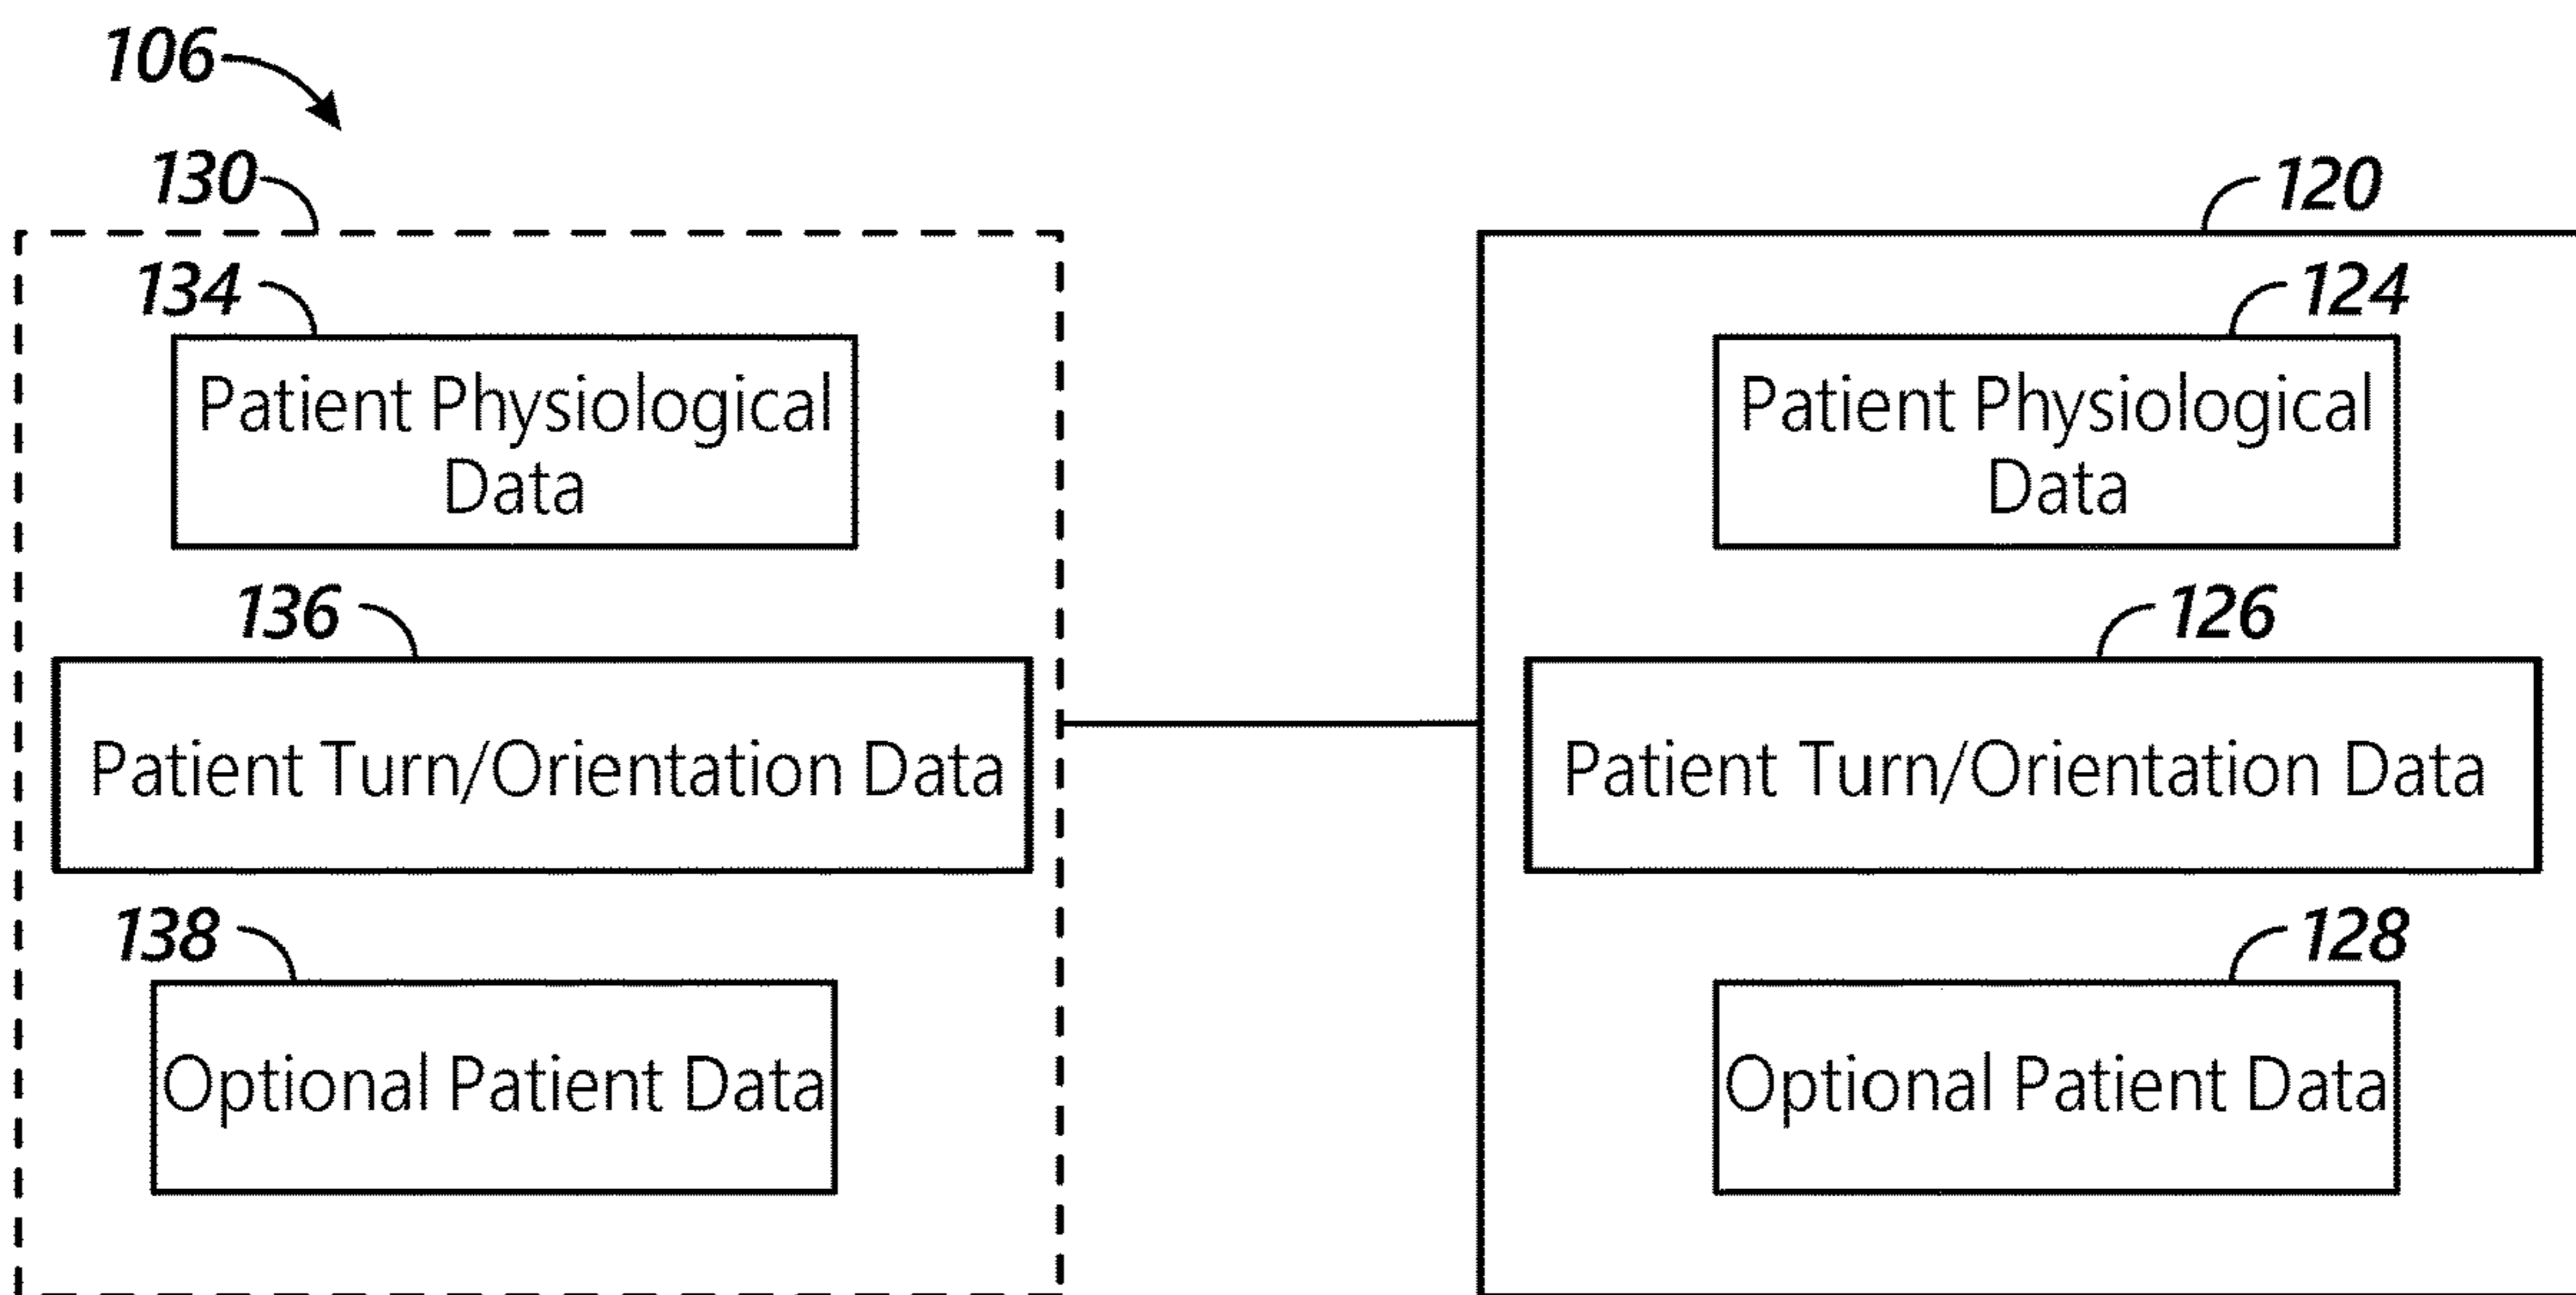 106
130
134
Patient Physiological
Data
136
Patient Turn/Orientation Data
138
Optional Patient Data
120
124
Patient Physiological
Data
126
Patient Turn/Orientation Data
128
Optional Patient Data